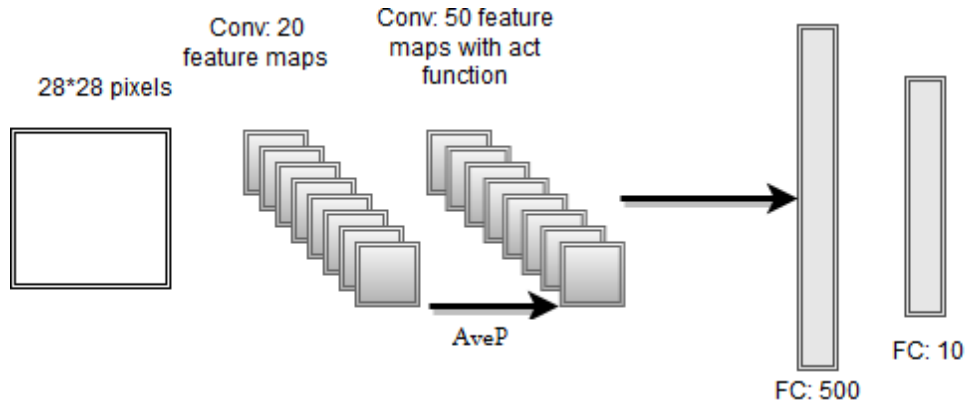 28*28 pixels
Conv: 20
feature maps
Conv: 50 feature
maps with act
function
AveP
FC: 500
FC: 10